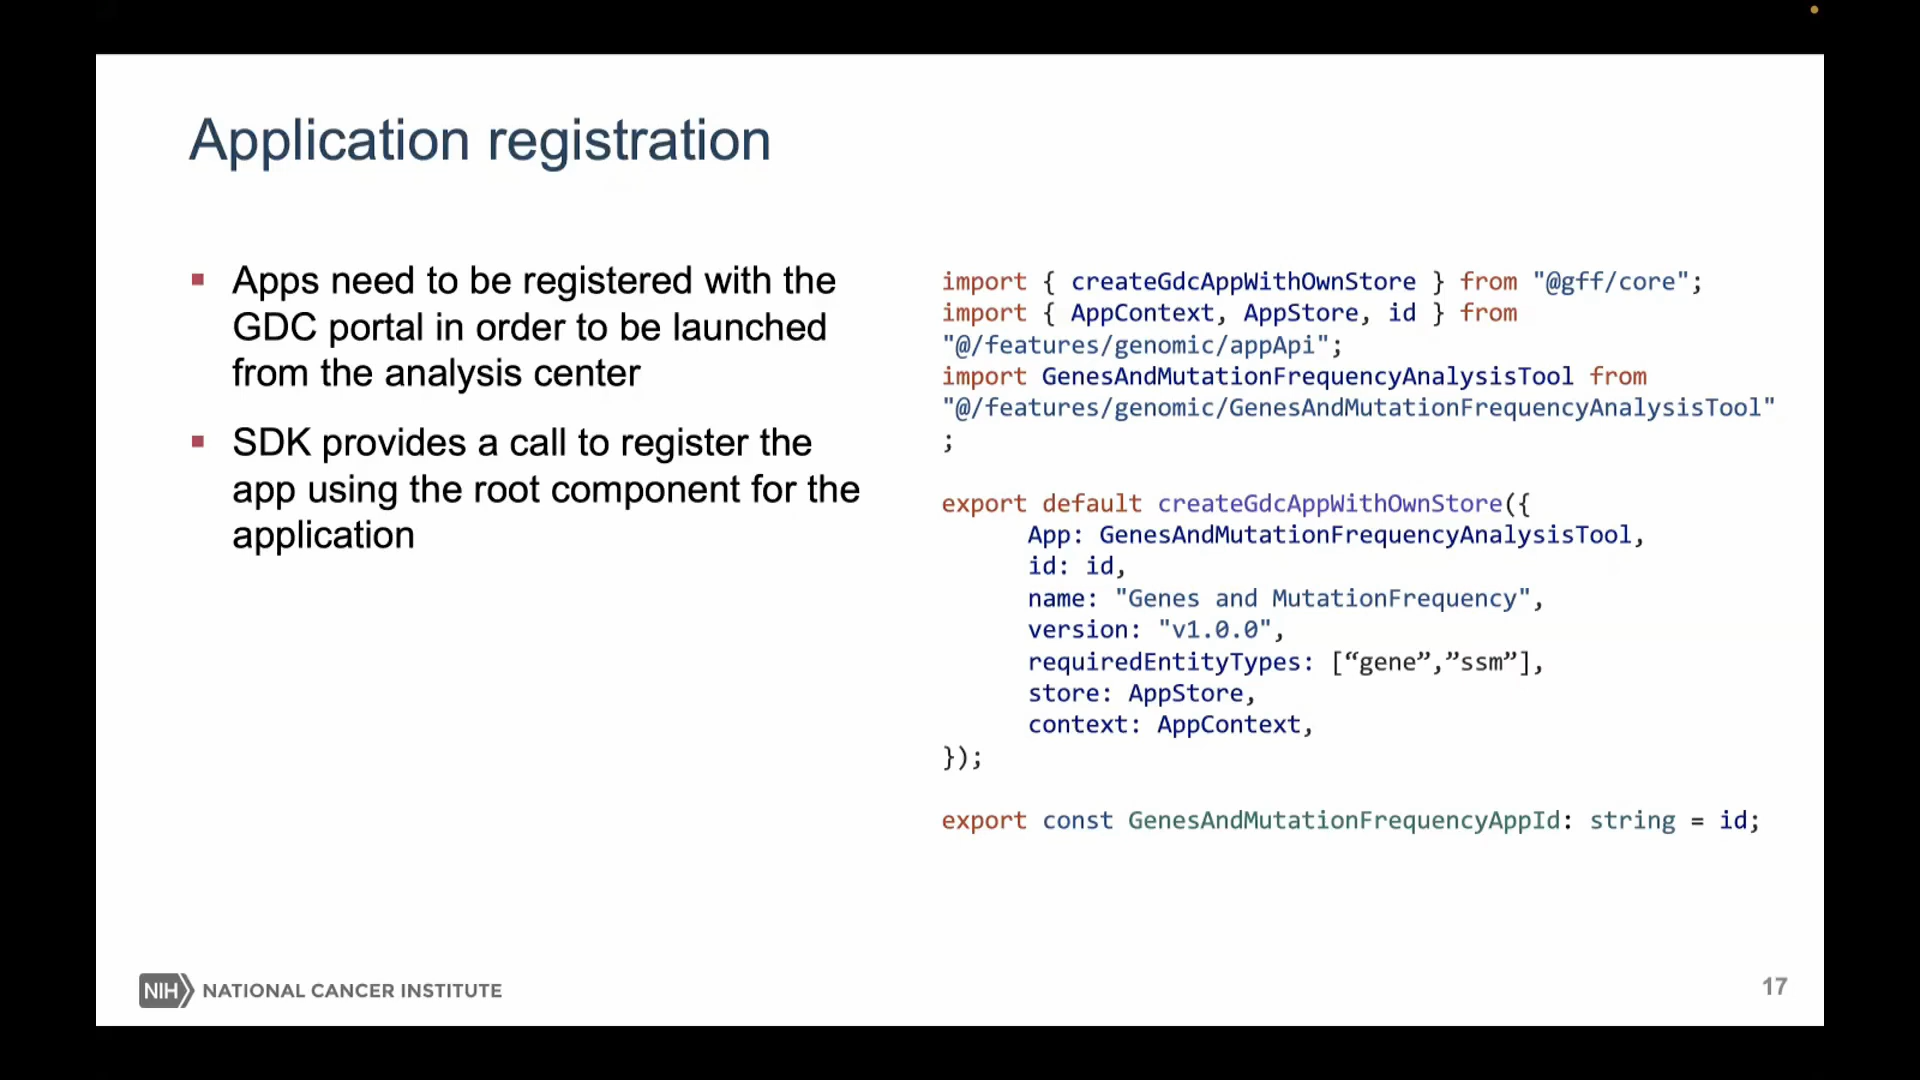 Application registration
Apps need to be registered with the
GDC portal in order to be launched
from the analysis center
SDK provides a call to register the
app using the root component for the
application
import { createGdcAppWithOwnStore } from "@gff/core";
import { AppContext, AppStore, id } from
"@/features/genomic/appApi";
import GenesAndMutationFrequencyAnalysisTool from
"@/features/genomic/GenesAndMutationFrequencyAnalysisTool"
;
export default createGdcAppWithOwnStore({
App: GenesAndMutationFrequencyAnalysisTool,
id: id,
name: "Genes and MutationFrequency",
version: "v1.0.0",
requiredEntityTypes: [“gene”,”ssm”],
store: AppStore,
context: AppContext,
});
export const GenesAndMutationFrequencyAppId: string = id;
NIH NATIONAL CANCER INSTITUTE
17